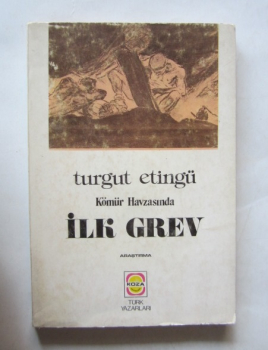 turgut etingü
Kömür Havzasında
İLK GREV
ARAŞTIRMA
KOZA
TÜRK
YAZARLARI